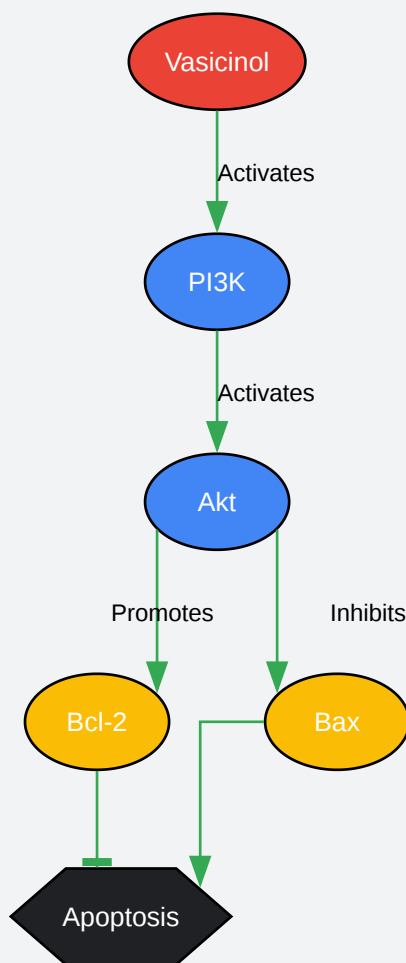 Vasicinol
Activates
PI3K
Activates
Akt
Promotes
Inhibits
Bcl-2
Bax
Apoptosis